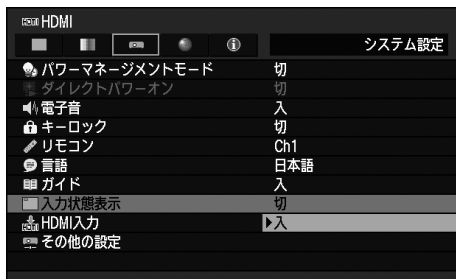 HDMI HDMI
システム設定
パワーマネージメントモード 切
ダイレクトパワーオン 切
電子音 入
キーロック 切
リモコン Ch1
言語 日本語
ガイド 入
入力状態表示 切
HDMI入力 入
その他の設定